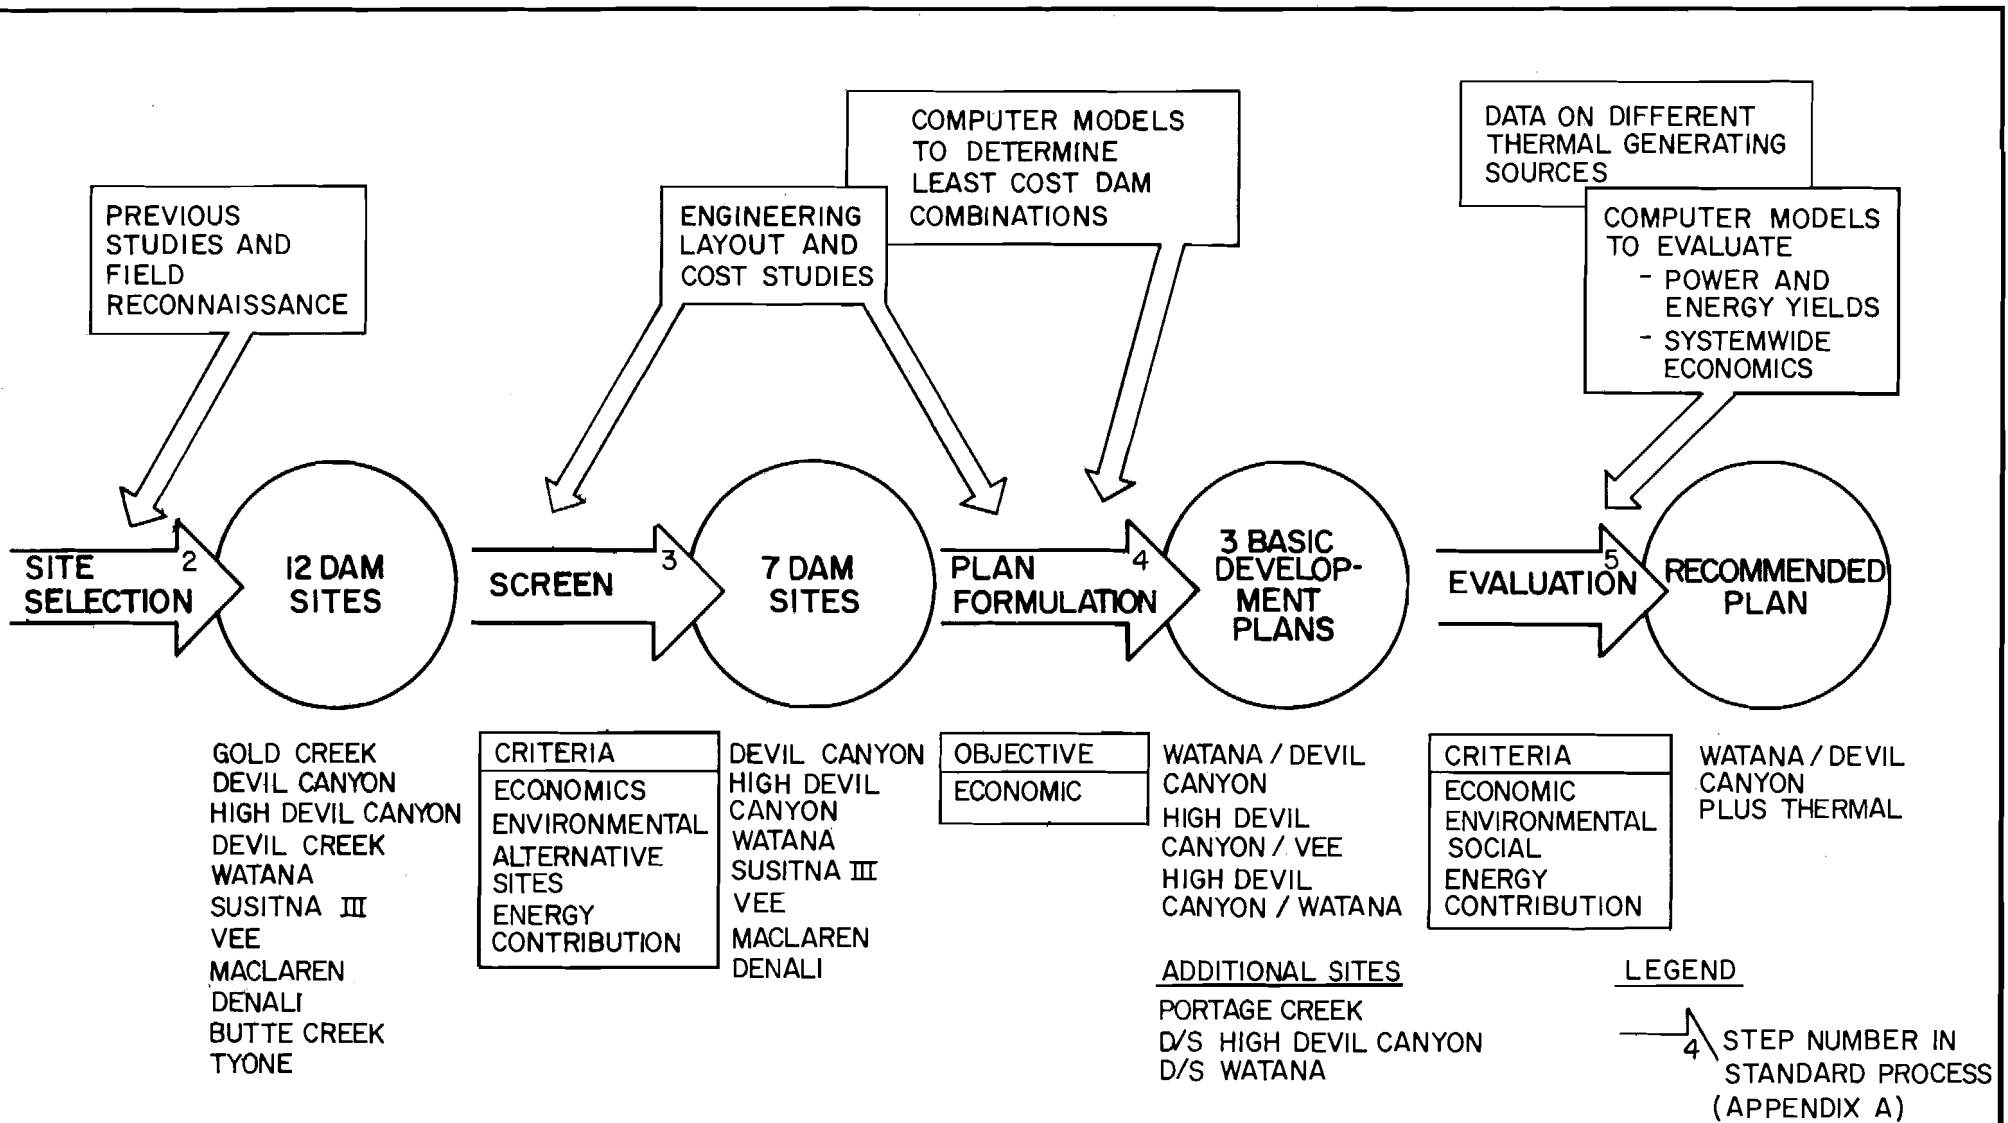 PREVIOUS
STUDIES AND
FIELD
RECONNAISSANCE
ENGINEERING
LAYOUT AND
COST STUDIES
COMPUTER MODELS
TO DETERMINE
LEAST COST DAM
COMBINATIONS
DATA ON DIFFERENT
THERMAL GENERATING
SOURCES
COMPUTER MODELS
TO EVALUATE
- POWER AND
ENERGY YIELDS
- SYSTEMWIDE
ECONOMICS
SITE
SELECTION
2
12 DAM
SITES
SCREEN
3
7 DAM
SITES
PLAN
FORMULATION
4
3 BASIC
DEVELOP-
MENT
PLANS
EVALUATION
5
RECOMMENDED
PLAN
GOLD CREEK
DEVIL CANYON
HIGH DEVIL CANYON
DEVIL CREEK
WATANA
SUSITNA III
VEE
MACLAREN
DENALI
BUTTE CREEK
TYONE
CRITERIA
ECONOMICS
ENVIRONMENTAL
ALTERNATIVE
SITES
ENERGY
CONTRIBUTION
DEVIL CANYON
HIGH DEVIL
CANYON
WATANA
SUSITNA III
VEE
MACLAREN
DENALI
OBJECTIVE
ECONOMIC
WATANA / DEVIL
CANYON
HIGH DEVIL
CANYON / VEE
HIGH DEVIL
CANYON / WATANA
ADDITIONAL SITES
PORTAGE CREEK
D/S HIGH DEVIL CANYON
D/S WATANA
CRITERIA
ECONOMIC
ENVIRONMENTAL
SOCIAL
ENERGY
CONTRIBUTION
WATANA / DEVIL
CANYON
PLUS THERMAL
LEGEND
4
STEP NUMBER IN
STANDARD PROCESS
(APPENDIX A)